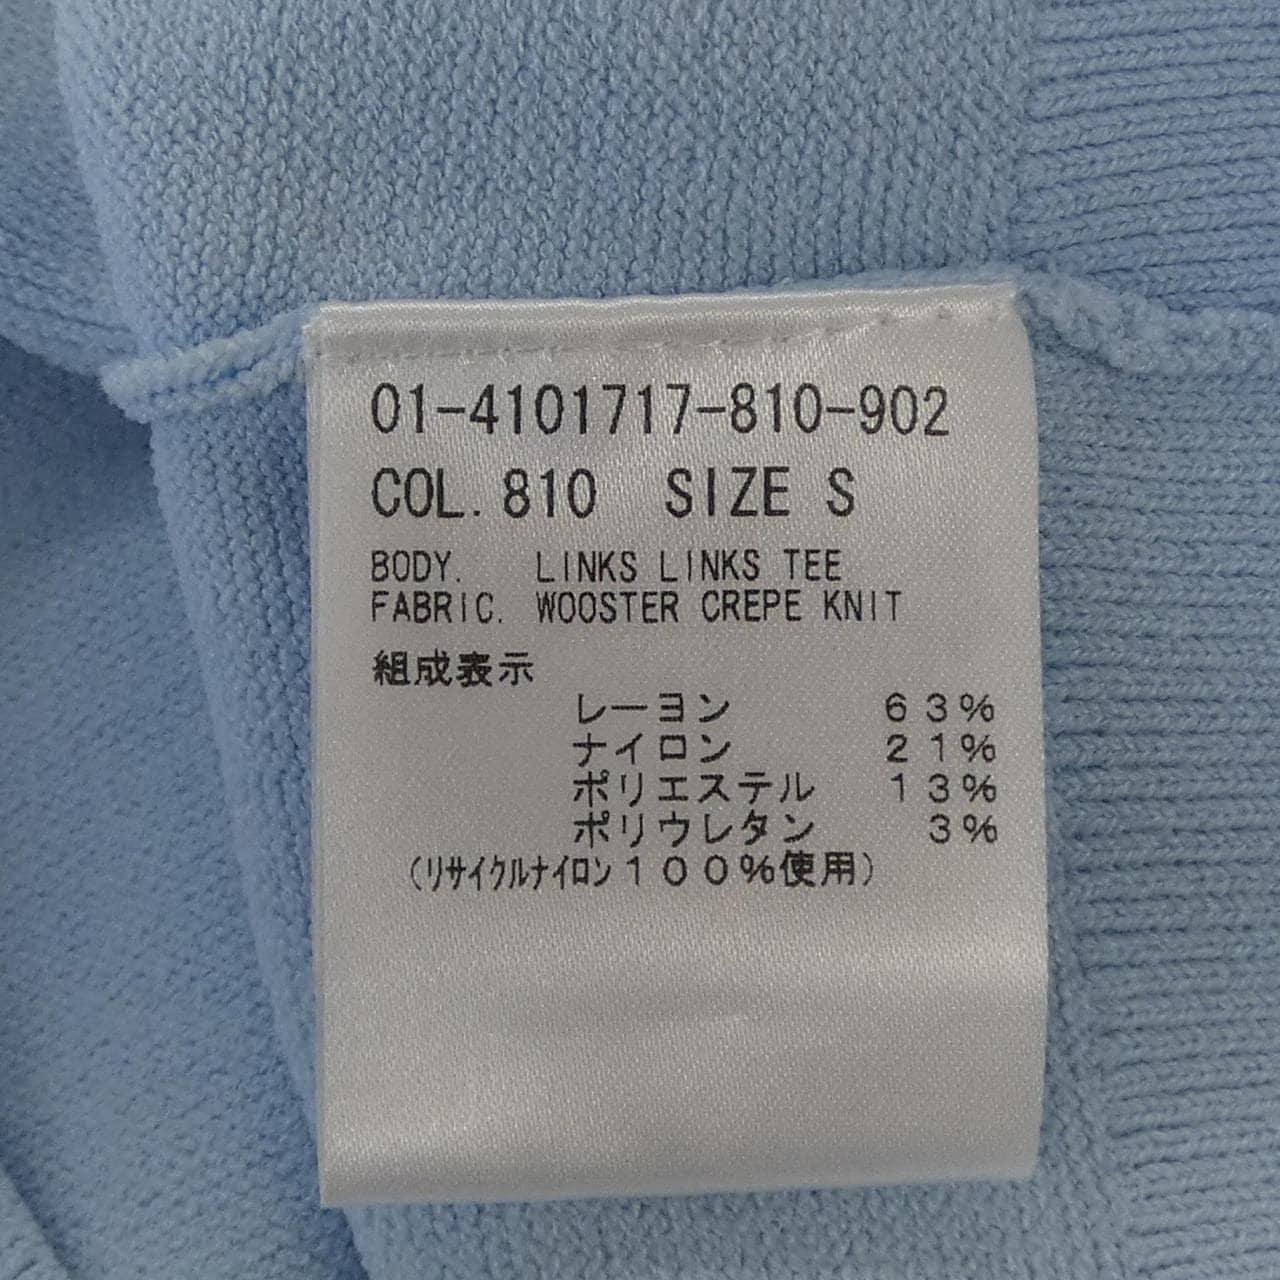 01-4101717-810-902
COL. 810 SIZE S
BODY. LINKS LINKS TEE
FABRIC. WOOSTER CREPE KNIT
組成表示
レーヨン ６３％
ナイロン ２１％
ポリエステル １３％
ポリウレタン ３％
（ﾘｻｲｸﾙﾅｲﾛﾝ１００％使用）